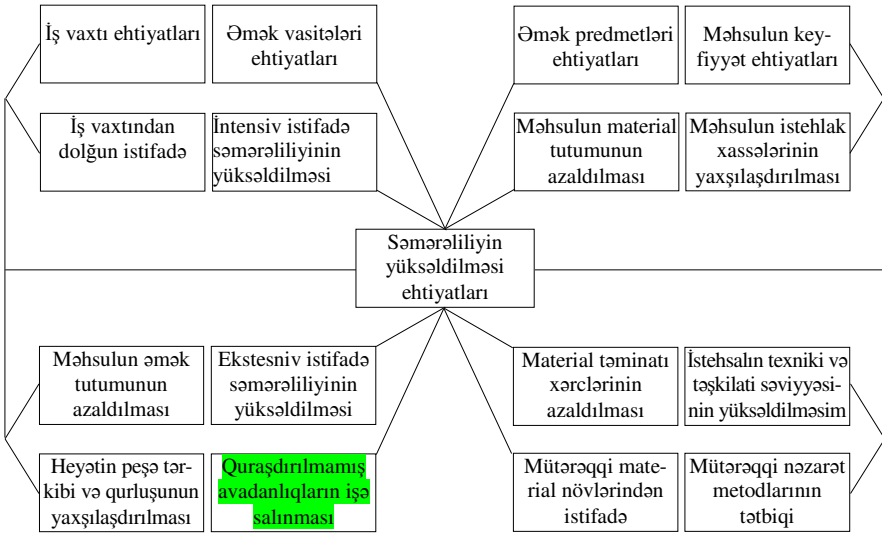 İş vaxtı ehtiyatları
Əmək vasitələri
ehtiyatları
Əmək predmetləri
ehtiyatları
Məhsulun key-
fiyyət ehtiyatları
İş vaxtından
dolğun istifadə
İntensiv istifadə
səmərəliliyinin
yüksəldilməsi
Məhsulun material
tutumunun
azaldılması
Məhsulun istehlak
xassələrinin
yaxşılaşdırılması
Səmərəliliyin
yüksəldilməsi
ehtiyatları
Məhsulun əmək
tutumunun
azaldılması
Ekstesniv istifadə
səmərəliliyinin
yüksəldilməsi
Material təminatı
xərclərinin
azaldılması
İstehsalın texniki və
təşkilati səviyyəsi-
nin yüksəldilməsim
Heyətin peşə tər-
kibi və qurluşunun
yaxşılaşdırılması
Quraşdırılmamış
avadanlıqların işə
salınması
Mütərəqqi mate-
rial növlərindən
istifadə
Mütərəqqi nəzarət
metodlarının
tətbiqi